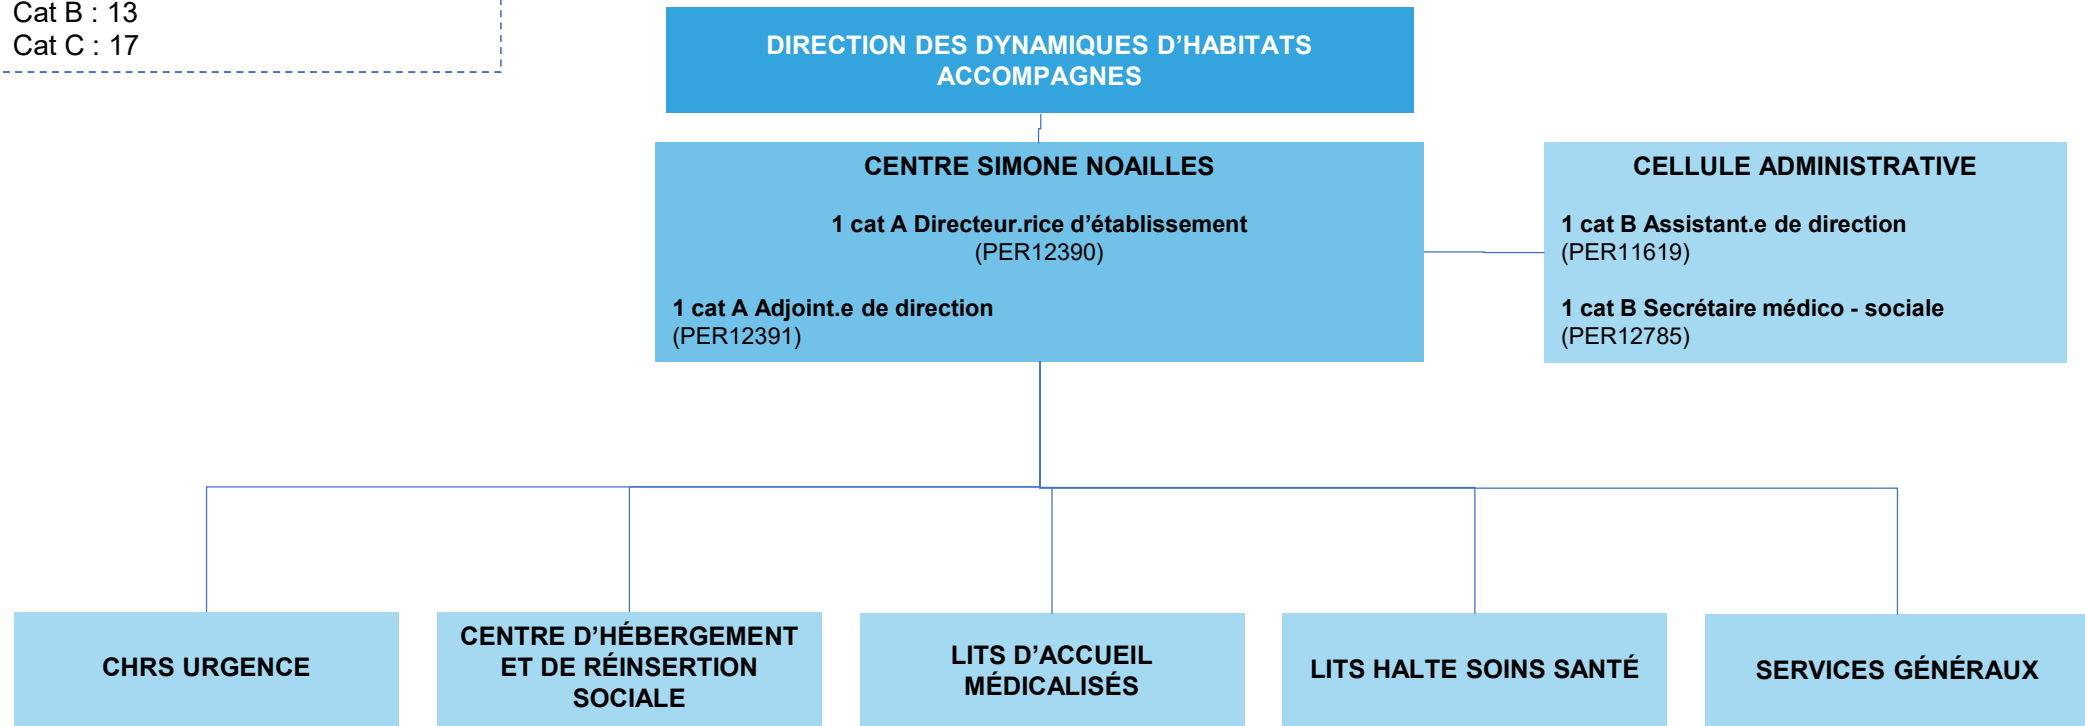 Cat B : 13
Cat C : 17
DIRECTION DES DYNAMIQUES D’HABITATS
ACCOMPAGNES
CENTRE SIMONE NOAILLES
1 cat A Directeur.rice d’établissement
(PER12390)
1 cat A Adjoint.e de direction
(PER12391)
CELLULE ADMINISTRATIVE
1 cat B Assistant.e de direction
(PER11619)
1 cat B Secrétaire médico - sociale
(PER12785)
CHRS URGENCE
CENTRE D’HÉBERGEMENT
ET DE RÉINSERTION
SOCIALE
LITS D’ACCUEIL
MÉDICALISÉS
LITS HALTE SOINS SANTÉ
SERVICES GÉNÉRAUX